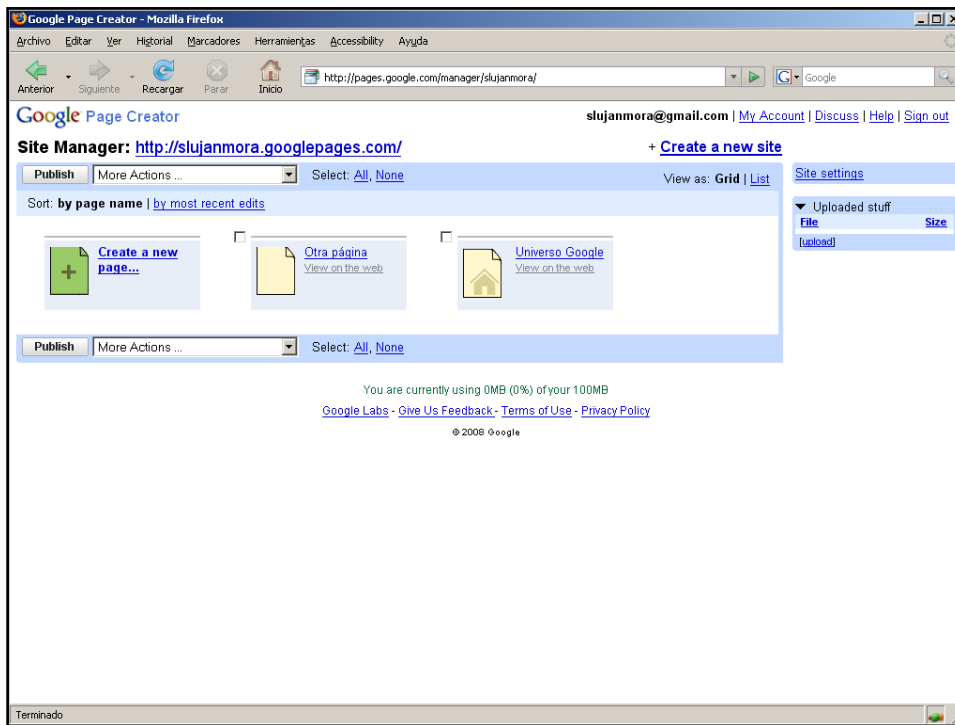 Google Page Creator - Mozilla Firefox
Archivo Editar Ver Historial Marcadores Herramientas Accessibility Ayuda
Anterior Siguiente Recargar Parar Inicio http://pages.google.com/manager/slujanmora/ G Google
Google Page Creator slujanmora@gmail.com | My Account | Discuss | Help | Sign out
Site Manager: http://slujanmora.googlepages.com/ + Create a new site
Publish More Actions ... Select: All, None View as: Grid | List Site settings
Sort: by page name | by most recent edits Uploaded stuff
File Size
[upload]
Create a new page... Otra página Universo Google
View on the web View on the web
Publish More Actions ... Select: All, None
You are currently using 0MB (0%) of your 100MB
Google Labs - Give Us Feedback - Terms of Use - Privacy Policy
© 2008 Google
Terminado